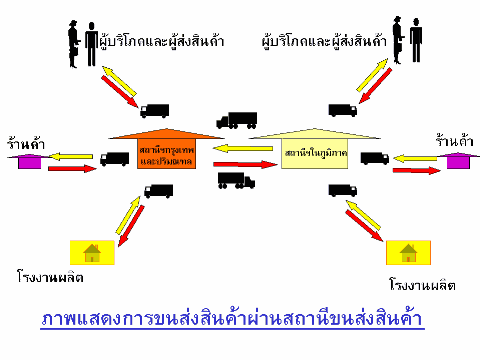 ผู้บริโภคและผู้ส่งสินค้า
ผู้บริโภคและผู้ส่งสินค้า
ร้านค้า
สถานีฯกรุงเทพ
และปริมณฑล
สถานีฯในภูมิภาค
ร้านค้า
โรงงานผลิต
โรงงานผลิต
ภาพแสดงการขนส่งสินค้าผ่านสถานีขนส่งสินค้า